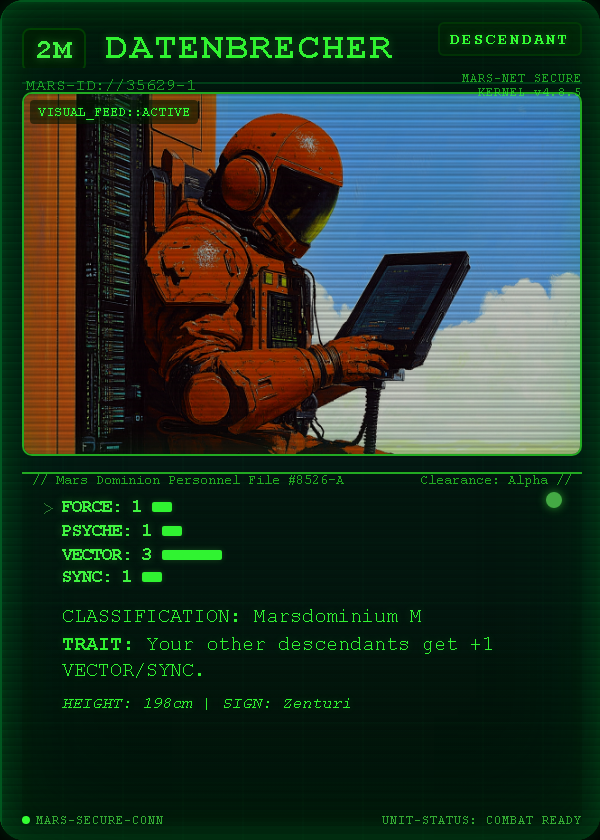 2M DATENBRECHER DESCENDANT
MARS-ID://35629-1
MARS-NET SECURE
KERNEL v4.8.5
VISUAL_FEED::ACTIVE
// Mars Dominion Personnel File #8526-A Clearance: Alpha //
> FORCE: 1
PSYCHE: 1
VECTOR: 3
SYNC: 1
CLASSIFICATION: Marsdominium M
TRAIT: Your other descendants get +1
VECTOR/SYNC.
HEIGHT: 198cm | SIGN: Zenturi
MARS-SECURE-CONN UNIT-STATUS: COMBAT READY